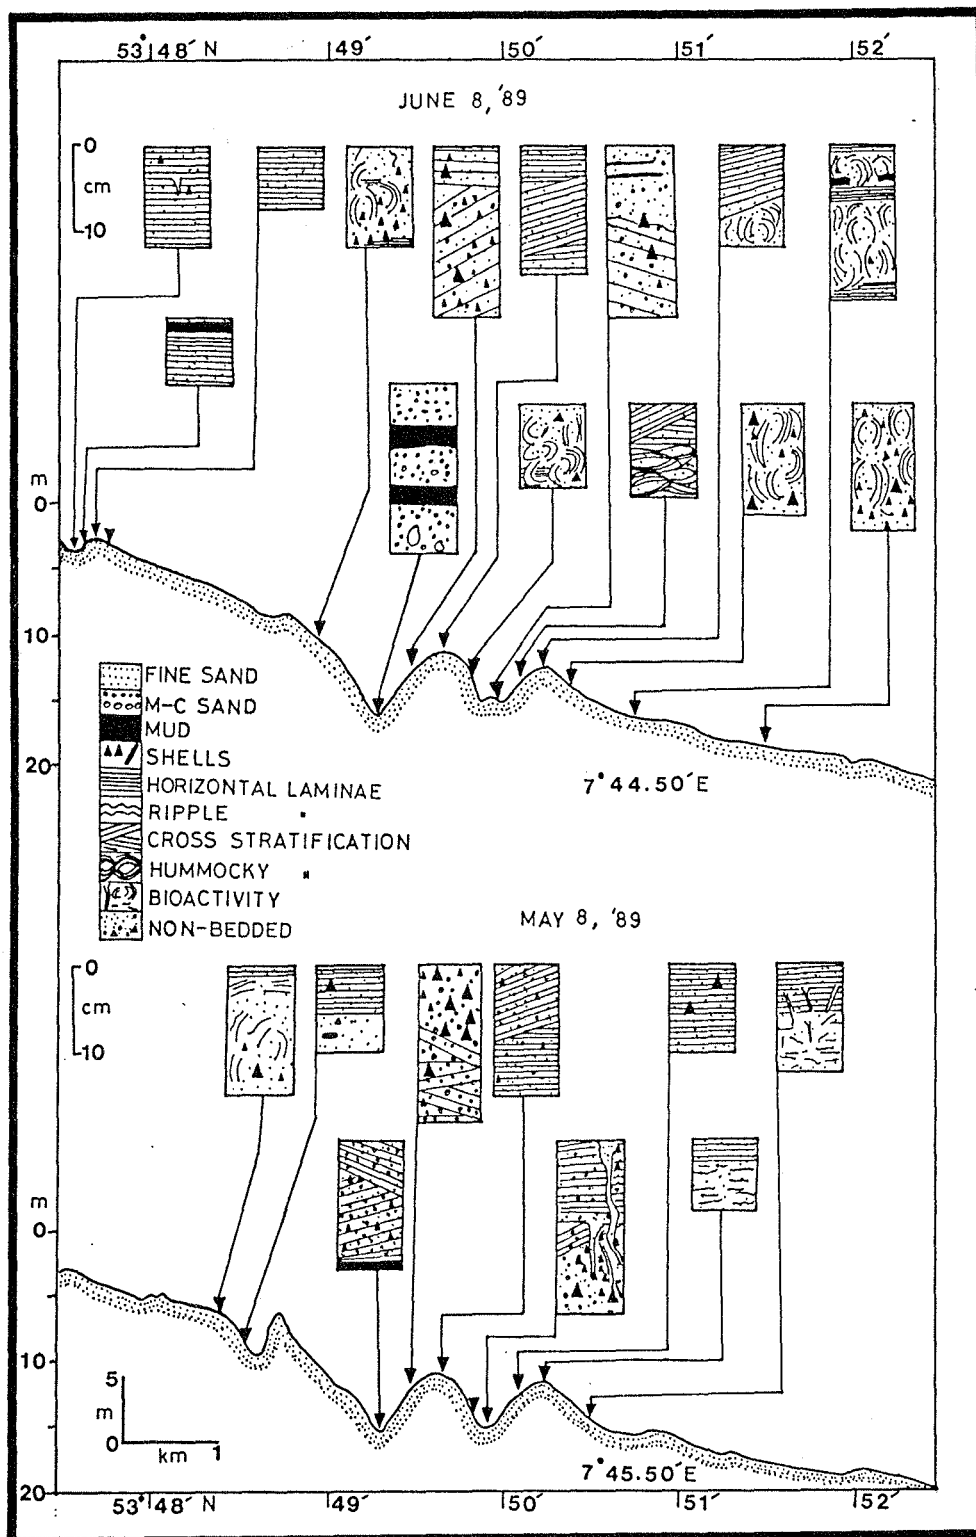 53° 48′ N 49′ 50′ 51′ 52′
JUNE 8, '89
0
cm
10
m
0
10
20
FINE SAND
M-C SAND
MUD
SHELLS
HORIZONTAL LAMINAE
RIPPLE "
CROSS STRATIFICATION
HUMMOCKY "
BIOACTIVITY
NON-BEDDED
7° 44.50′ E
MAY 8, '89
0
cm
10
m
0
10
20
5
m
0
km 1
7° 45.50′ E
53° 48′ N 49′ 50′ 51′ 52′